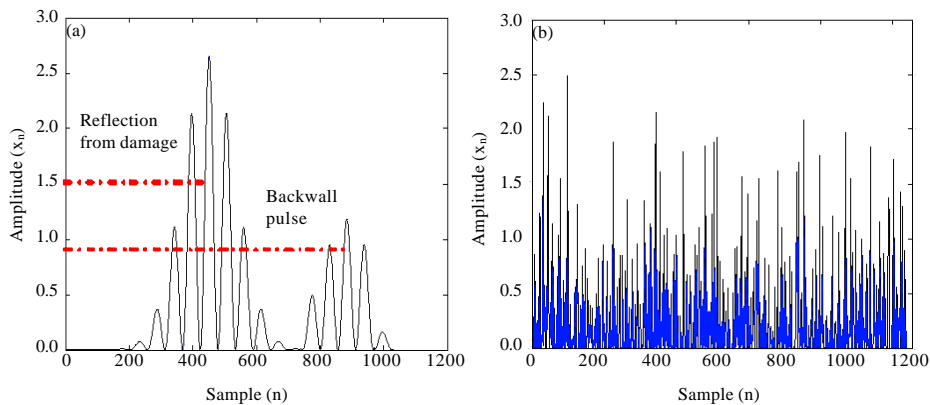 (a)
3.0
2.5
2.0
1.5
1.0
0.5
0.0
Amplitude (xn)
Reflection
from damage
Backwall
pulse
0 200 400 600 800 1000 1200
Sample (n)
(b)
3.0
2.5
2.0
1.5
1.0
0.5
0.0
Amplitude (xn)
0 200 400 600 800 1000 1200
Sample (n)